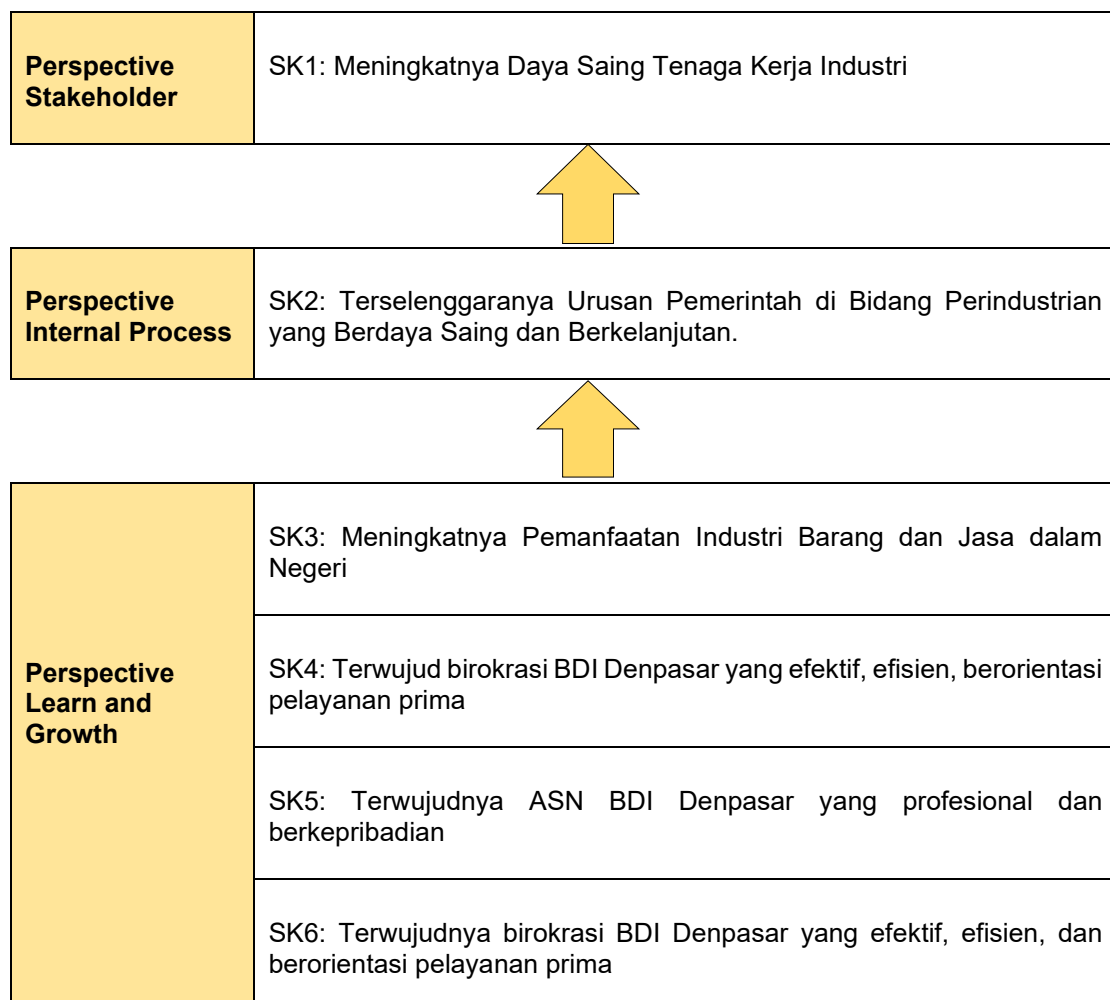 Perspective
Stakeholder
SK1: Meningkatnya Daya Saing Tenaga Kerja Industri
Perspective
Internal Process
SK2: Terselenggaranya Urusan Pemerintah di Bidang Perindustrian
yang Berdaya Saing dan Berkelanjutan.
Perspective
Learn and
Growth
SK3: Meningkatnya Pemanfaatan Industri Barang dan Jasa dalam
Negeri
SK4: Terwujud birokrasi BDI Denpasar yang efektif, efisien, berorientasi
pelayanan prima
SK5: Terwujudnya ASN BDI Denpasar yang profesional dan
berkepribadian
SK6: Terwujudnya birokrasi BDI Denpasar yang efektif, efisien, dan
berorientasi pelayanan prima